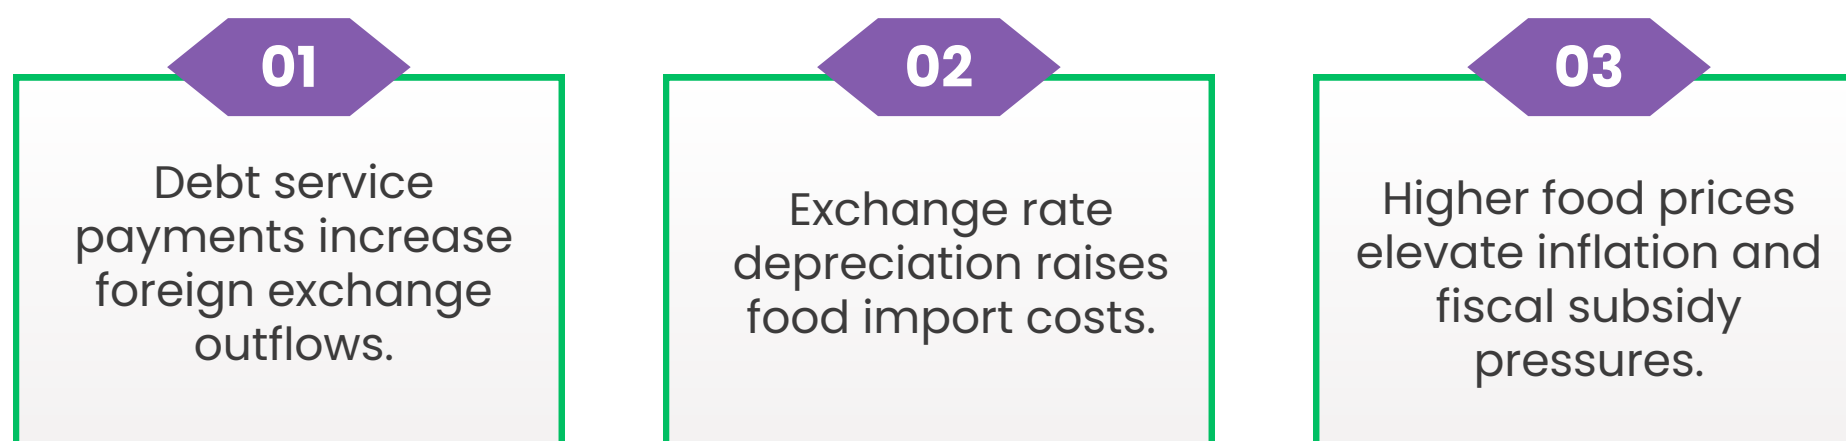 01
Debt service
payments increase
foreign exchange
outflows.
02
Exchange rate
depreciation raises
food import costs.
03
Higher food prices
elevate inflation and
fiscal subsidy
pressures.